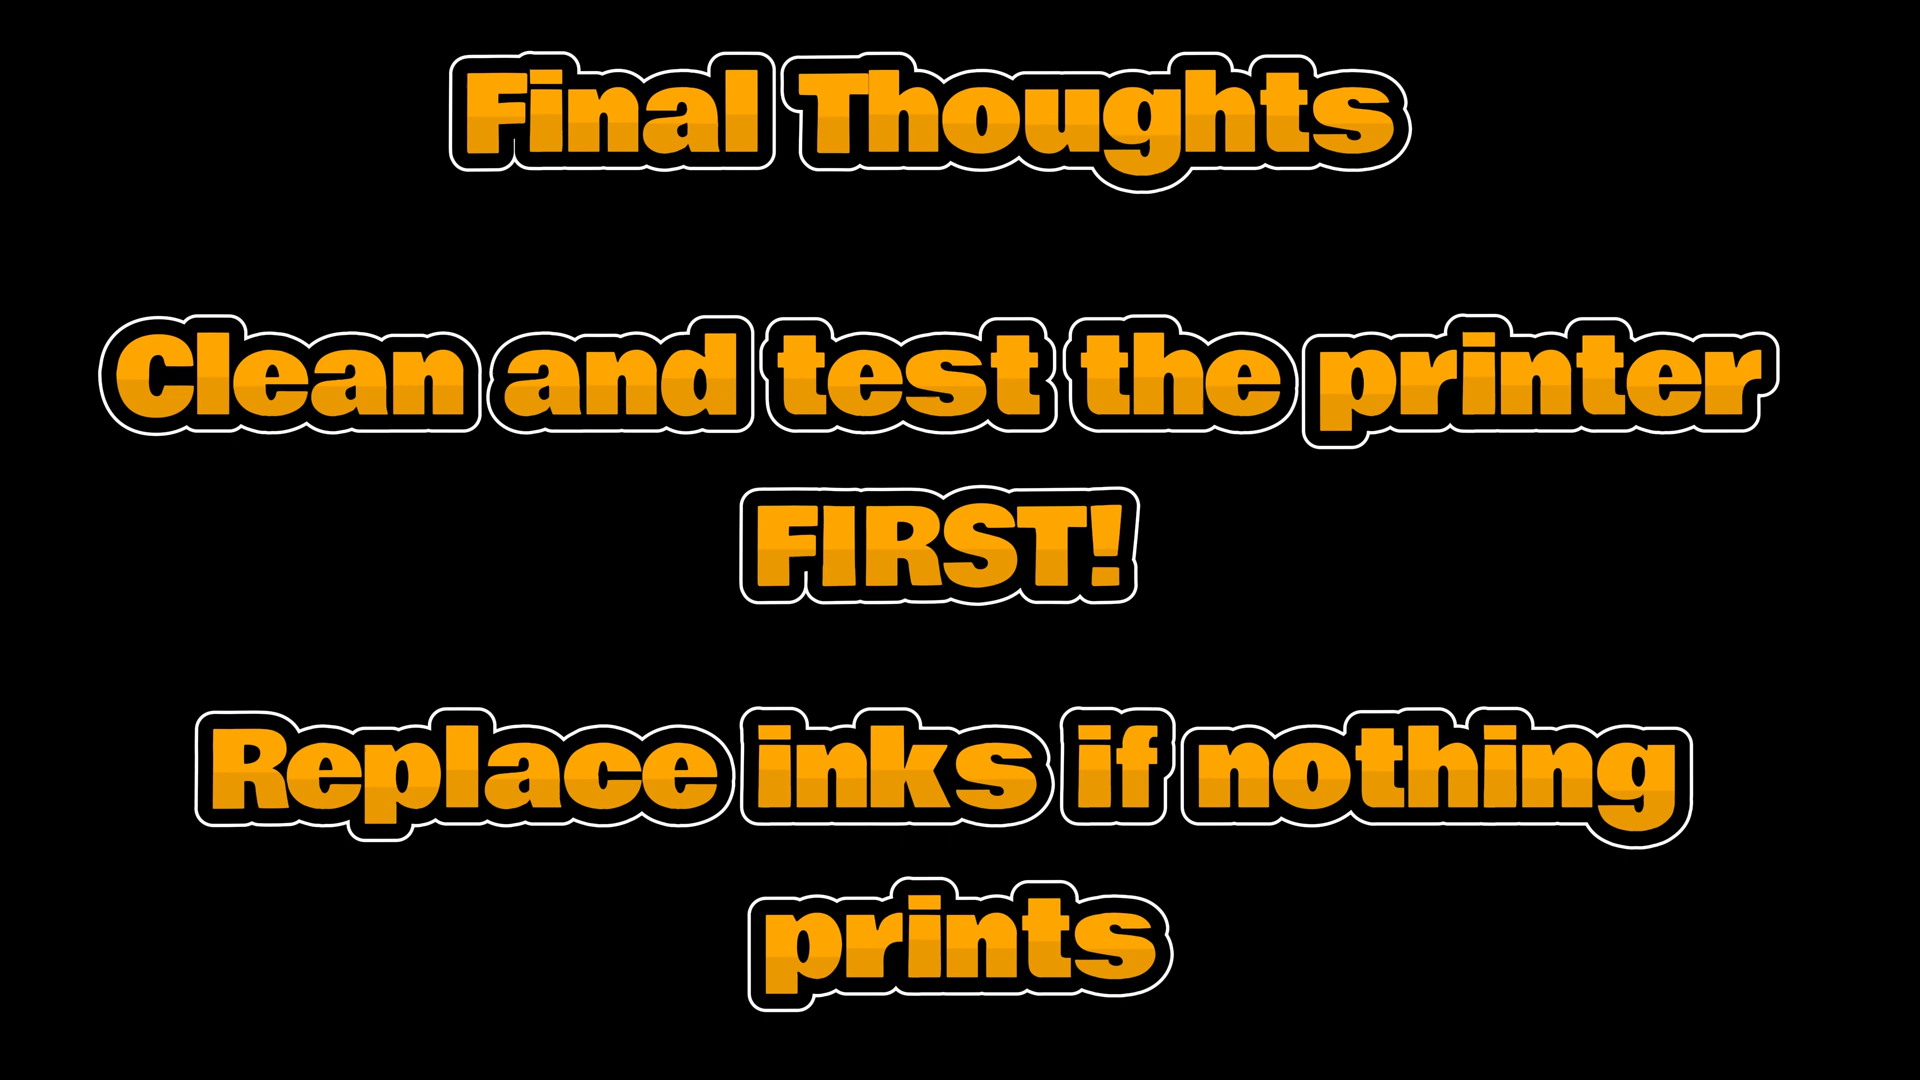 Final Thoughts
Clean and test the printer
FIRST!
Replace inks if nothing
prints